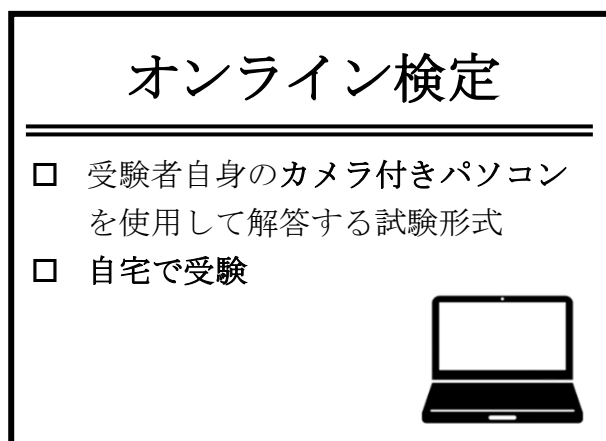 オンライン検定
□ 受験者自身のカメラ付きパソコン
を使用して解答する試験形式
□ 自宅で受験